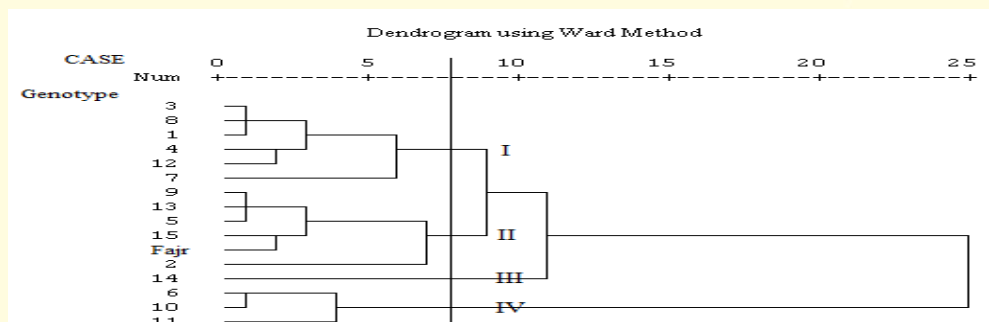 Dendrogram using Ward Method
CASE 0 5 10 15 20 25
Num
Genotype
3
8
1
4 I
12
7
9
13
5
15 II
Fajr
2
14 III
6
10 IV
11